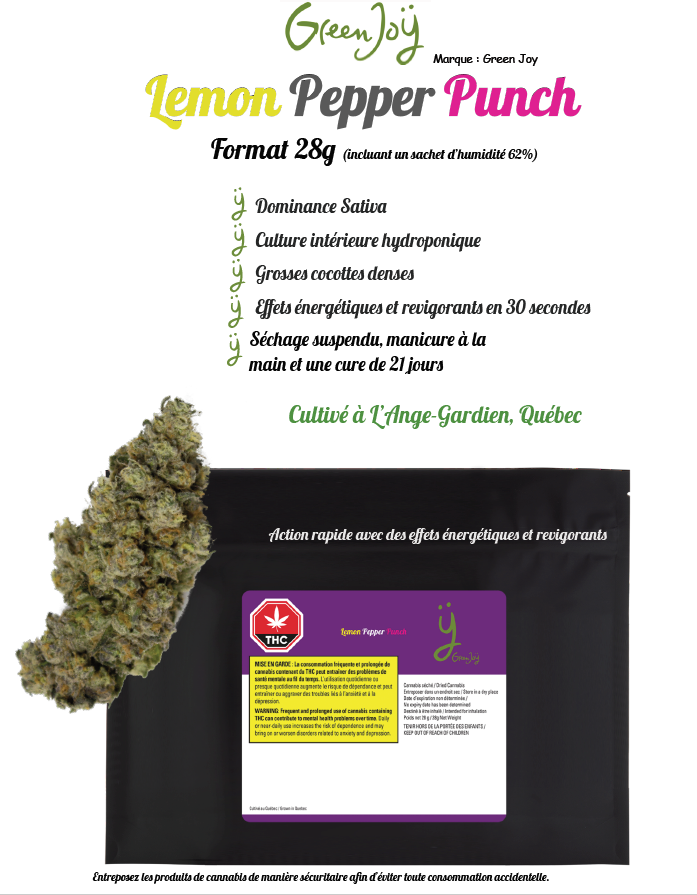 Green Joÿ
Marque : Green Joy
Lemon Pepper Punch
Format 28g (incluant un sachet d'humidité 62%)
Dominance Sativa
Culture intérieure hydroponique
Grosses cocottes denses
Effets énergétiques et revigorants en 30 secondes
Séchage suspendu, manicure à la
main et une cure de 21 jours
Cultivé à L'Ange-Gardien, Québec
Action rapide avec des effets énergétiques et revigorants
THC
Lemon Pepper Punch
ÿ
Green Joÿ
MISE EN GARDE : La consommation fréquente et prolongée de
cannabis contenant du THC peut entraîner des problèmes de
santé mentale au fil du temps. L'utilisation quotidienne ou
presque quotidienne augmente le risque de dépendance et peut
entraîner ou aggraver des troubles liés à l'anxiété et à la
dépression.
WARNING: Frequent and prolonged use of cannabis containing
THC can contribute to mental health problems over time. Daily
or near-daily use increases the risk of dependence and may
bring on or worsen disorders related to anxiety and depression.
Cannabis séché / Dried Cannabis
Entreposer dans un endroit sec / Store in a dry place
Date d'expiration non déterminée /
No expiry date has been determined
Destiné à être inhalé / Intended for inhalation
Poids net 28 g / 28g Net Weight
TENIR HORS DE LA PORTÉE DES ENFANTS /
KEEP OUT OF REACH OF CHILDREN
Cultivé au Québec / Grown in Quebec
Entreposez les produits de cannabis de manière sécuritaire afin d'éviter toute consommation accidentelle.